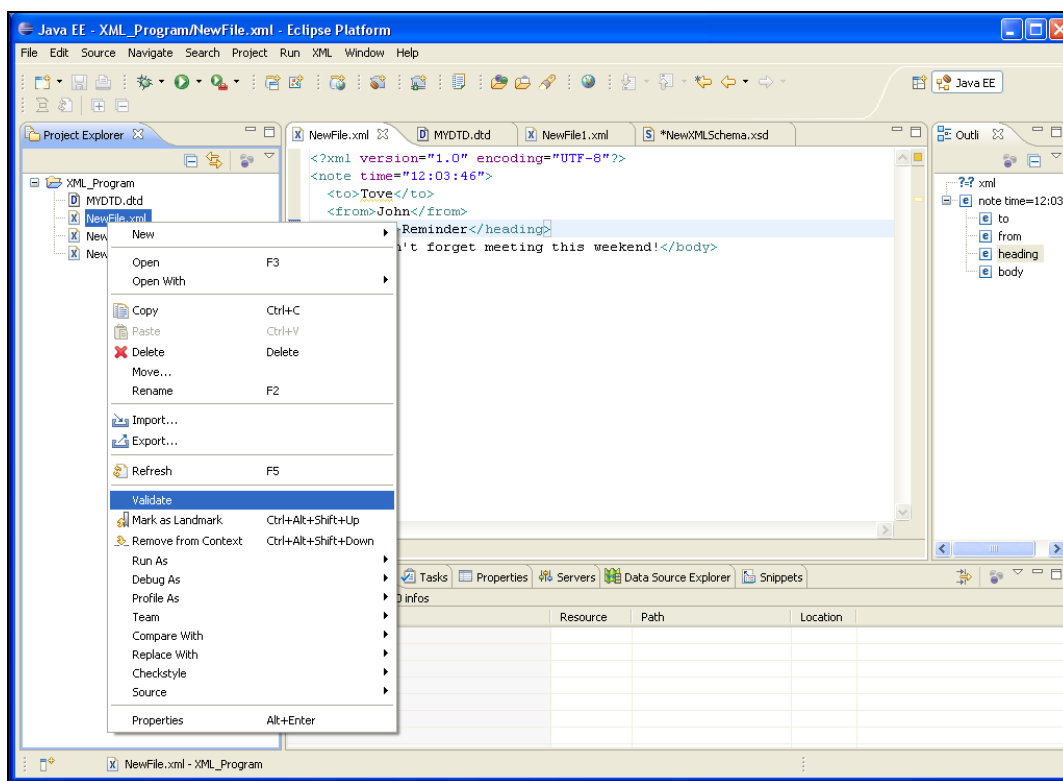 Java EE - XML_Program/NewFile.xml - Eclipse Platform
File Edit Source Navigate Search Project Run XML Window Help
Java EE
Project Explorer
XML_Program
D MYDTD.dtd
X NewFile.xml
X New
X New
New
Open F3
Open With
Copy Ctrl+C
Paste Ctrl+V
Delete Delete
Move...
Rename F2
Import...
Export...
Refresh F5
Validate
Mark as Landmark Ctrl+Alt+Shift+Up
Remove from Context Ctrl+Alt+Shift+Down
Run As
Debug As
Profile As
Team
Compare With
Replace With
Checkstyle
Source
Properties Alt+Enter
X NewFile.xml D MYDTD.dtd X NewFile1.xml S *NewXMLSchema.xsd
<?xml version="1.0" encoding="UTF-8"?>
<note time="12:03:46">
<to>Tove</to>
<from>John</from>
Reminder</heading>
n't forget meeting this weekend!</body>
Outli
?=? xml
e note time=12:03
e to
e from
e heading
e body
Tasks Properties Servers Data Source Explorer Snippets
0 infos
Resource Path Location
X NewFile.xml - XML_Program